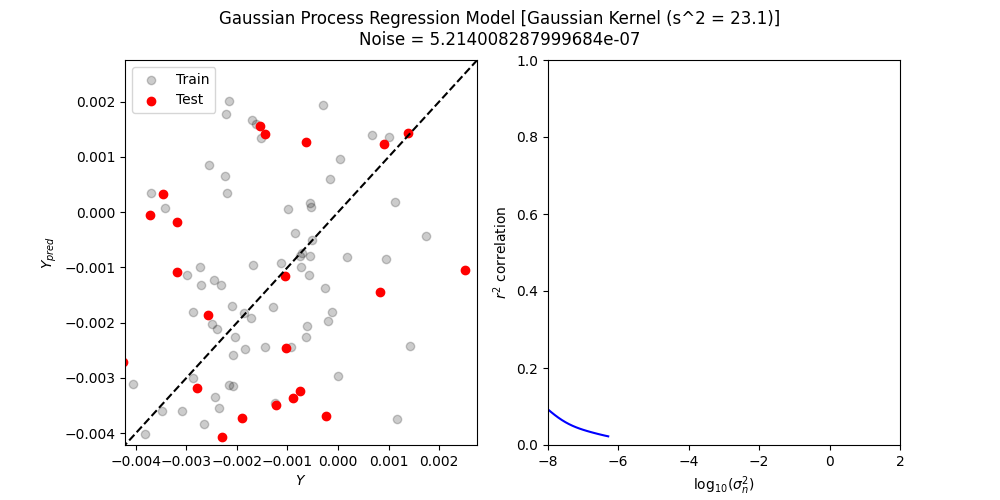 Gaussian Process Regression Model [Gaussian Kernel (s^2 = 23.1)]
Noise = 5.214008287999684e-07
Train
Test
0.002
0.001
0.000
−0.001
−0.002
−0.003
−0.004
Y_pred
−0.004 −0.003 −0.002 −0.001 0.000 0.001 0.002
Y
1.0
0.8
0.6
0.4
0.2
0.0
r² correlation
−8 −6 −4 −2 0 2
log₁₀(σₙ²)